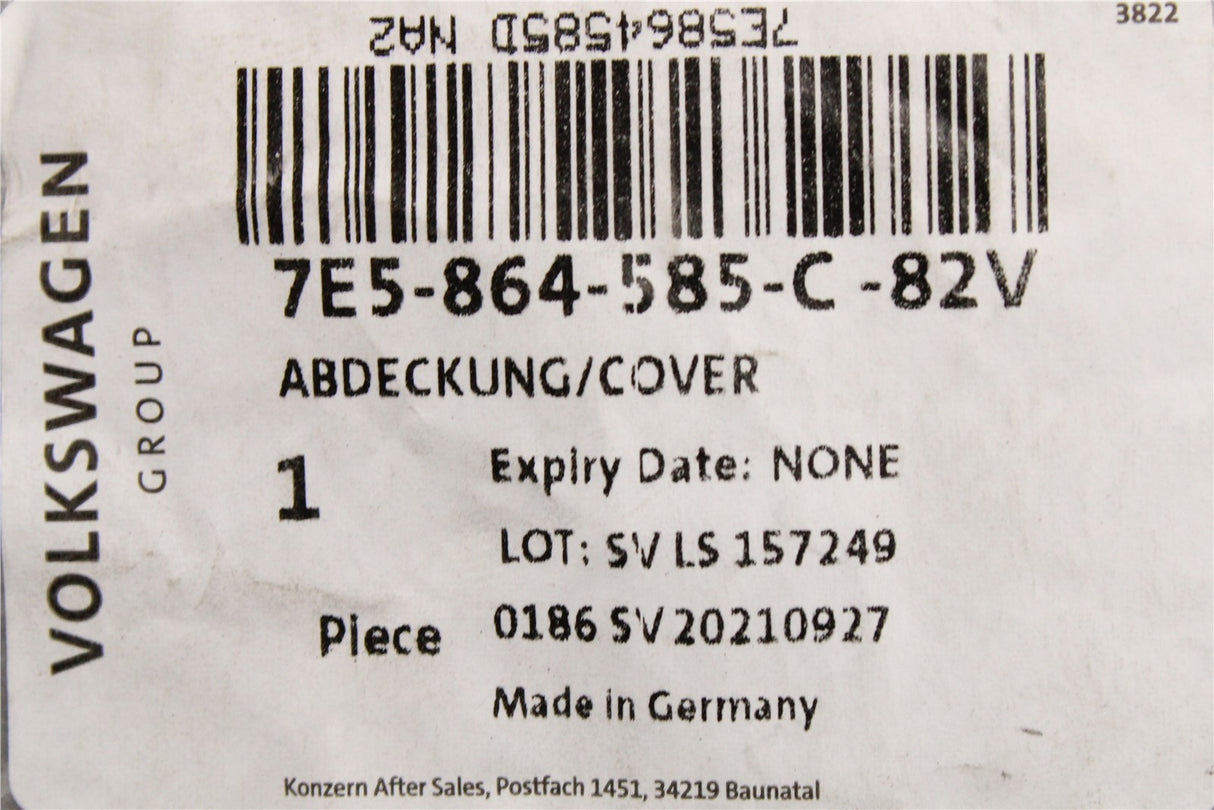 7E5864585D NA2
3822
VOLKSWAGEN
GROUP
7E5-864-585-C -82V
ABDECKUNG/COVER
1
Expiry Date: NONE
LOT: SV LS 157249
Piece
0186 SV 20210927
Made in Germany
Konzern After Sales, Postfach 1451, 34219 Baunatal